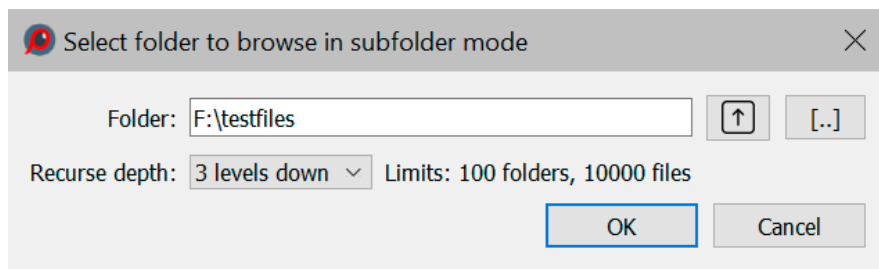 Select folder to browse in subfolder mode
Folder: F:\testfiles [..]
Recurse depth: 3 levels down Limits: 100 folders, 10000 files
OK Cancel